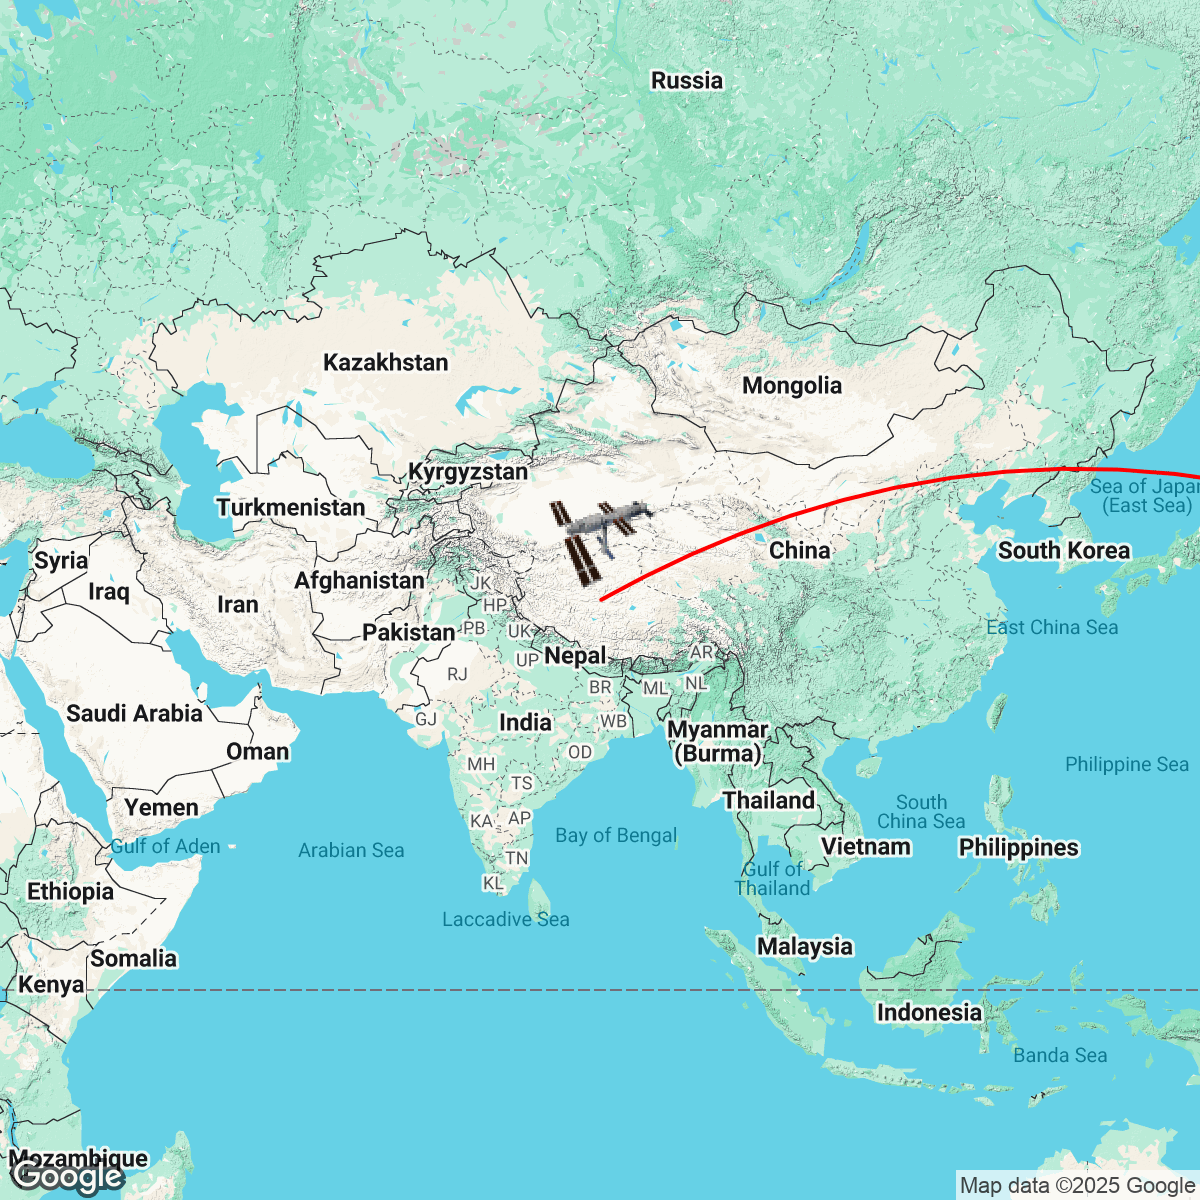 Russia
Kazakhstan
Mongolia
Kyrgyzstan
Turkmenistan
Sea of Japan
(East Sea)
Syria
Afghanistan
China
South Korea
JK
Iraq
Iran
HP
Pakistan
PB
UK
East China Sea
UP
Nepal
AR
RJ
BR
ML
NL
Saudi Arabia
GJ
India
WB
Myanmar
(Burma)
Oman
OD
MH
Philippine Sea
TS
Yemen
Thailand
South
China Sea
KA
AP
Gulf of Aden
Arabian Sea
Bay of Bengal
Vietnam
Philippines
TN
Gulf of
Thailand
KL
Ethiopia
Laccadive Sea
Malaysia
Somalia
Kenya
Indonesia
Banda Sea
Mozambique
Google
Map data ©2025 Google